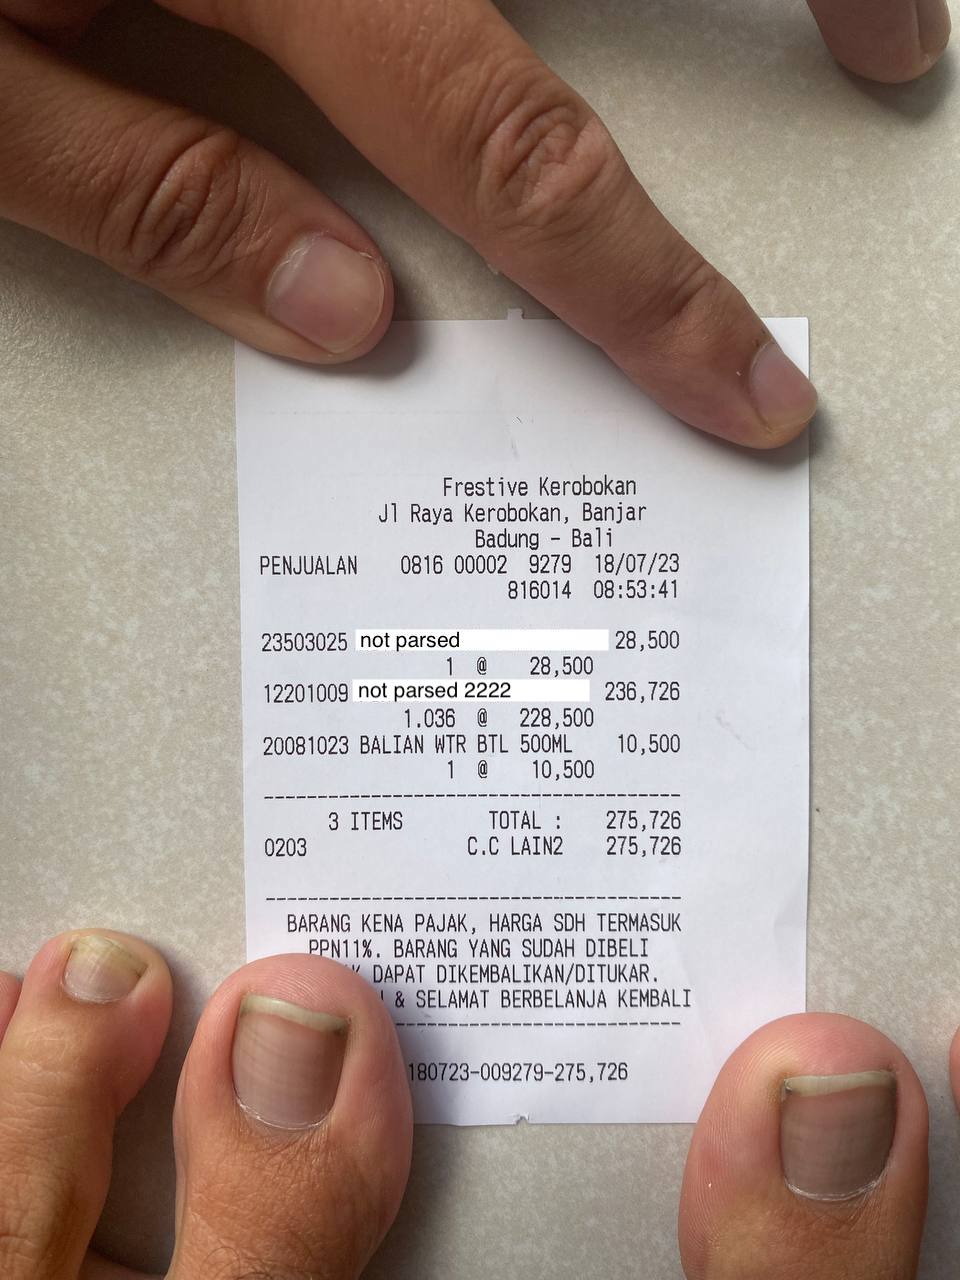 Frestive Kerobokan
Jl Raya Kerobokan, Banjar
Badung - Bali
PENJUALAN 0816 00002 9279 18/07/23
816014 08:53:41
23503025 not parsed 28,500
1 @ 28,500
12201009 not parsed 2222 236,726
1.036 @ 228,500
20081023 BALIAN WTR BTL 500ML 10,500
1 @ 10,500
3 ITEMS TOTAL : 275,726
0203 C.C LAIN2 275,726
BARANG KENA PAJAK, HARGA SDH TERMASUK
PPN11%. BARANG YANG SUDAH DIBELI
DAPAT DIKEMBALIKAN/DITUKAR.
& SELAMAT BERBELANJA KEMBALI
180723-009279-275,726